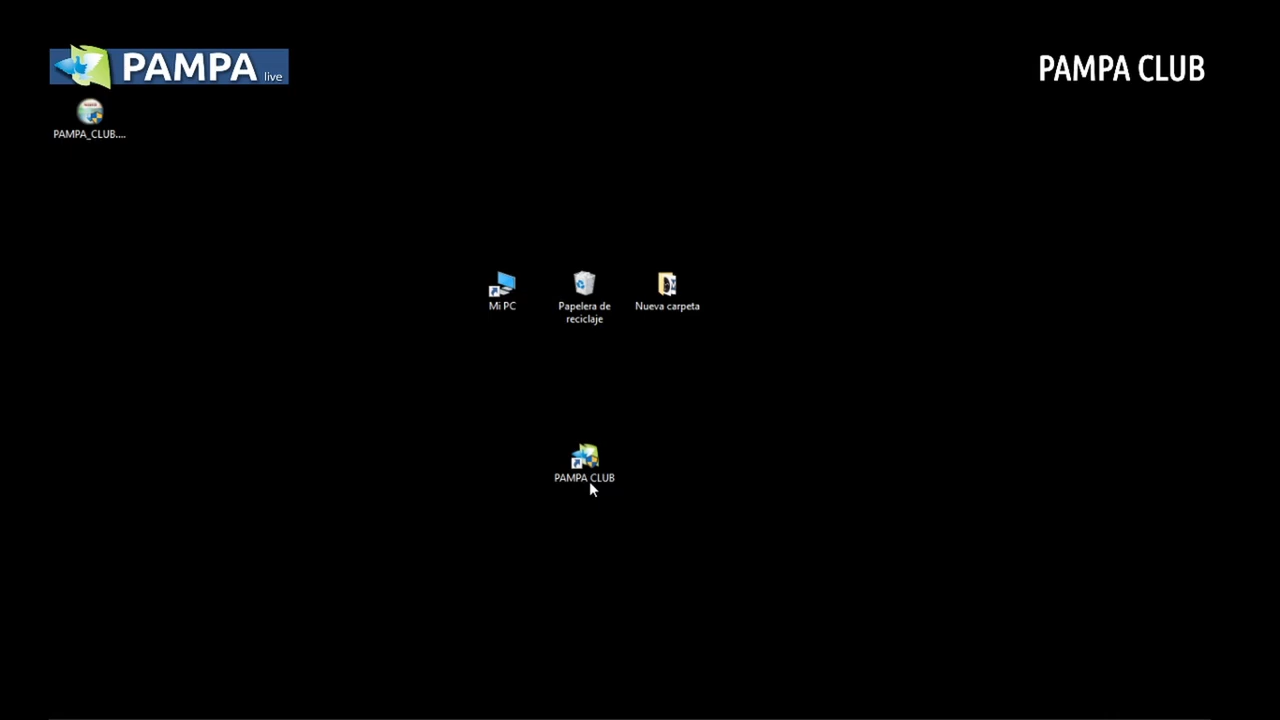 PAMPA live
PAMPA CLUB
PAMPA_CLUB....
Mi PC
Papelera de
reciclaje
Nueva carpeta
PAMPA CLUB